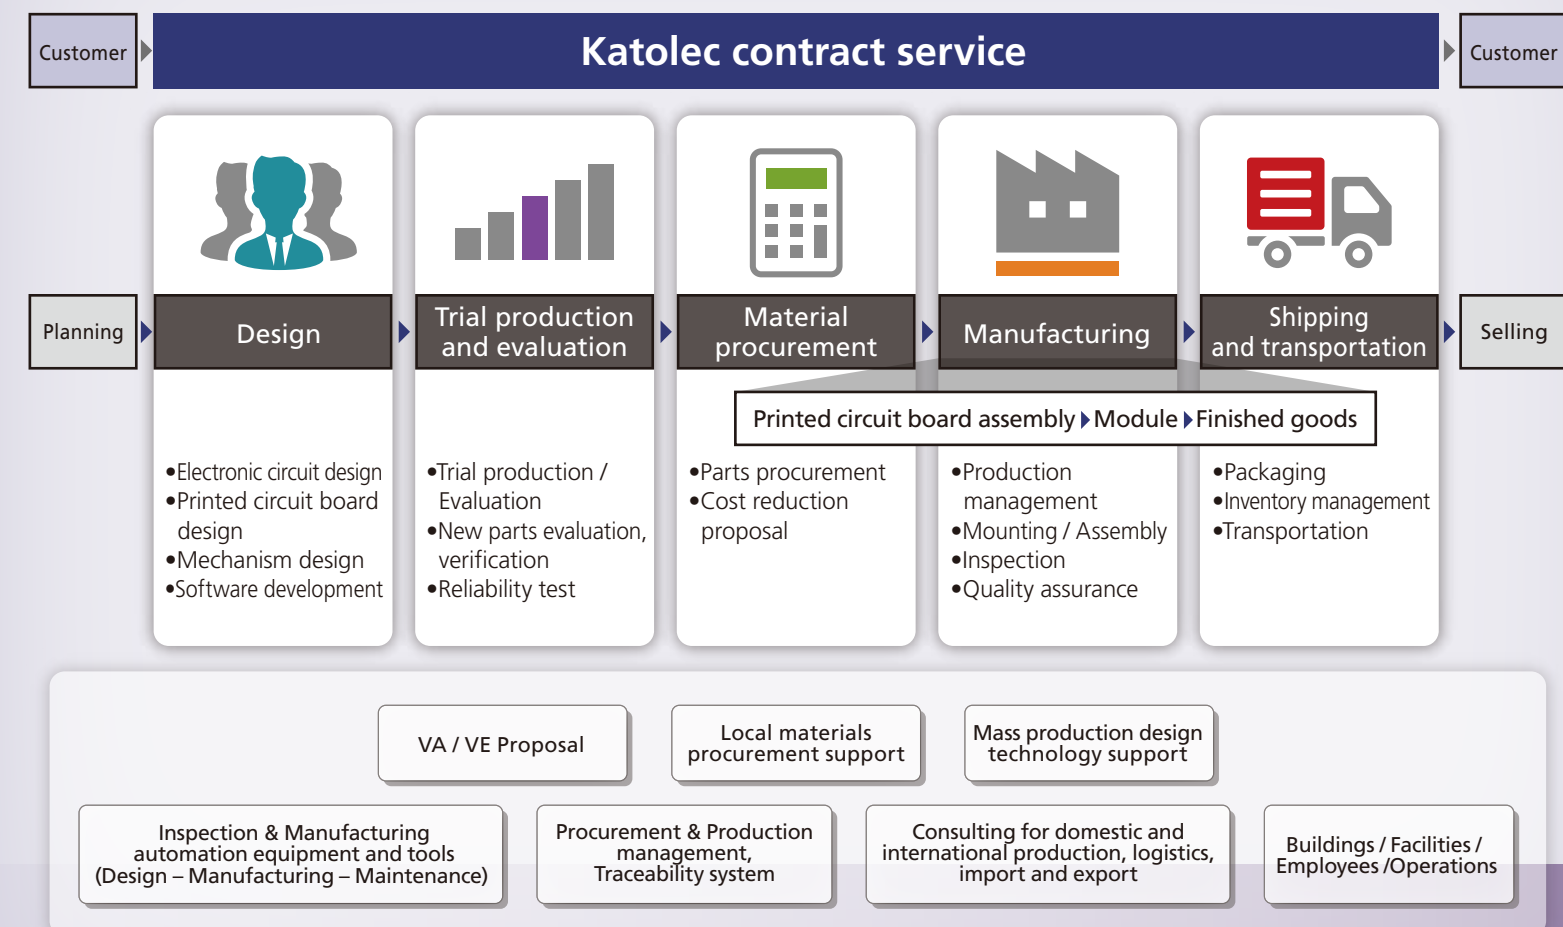 Customer
Katolec contract service
Customer
Planning
Design
Trial production
and evaluation
Material
procurement
Manufacturing
Shipping
and transportation
Selling
Printed circuit board assembly▶Module▶Finished goods
•Electronic circuit design
•Printed circuit board
design
•Mechanism design
•Software development
•Trial production /
Evaluation
•New parts evaluation,
verification
•Reliability test
•Parts procurement
•Cost reduction
proposal
•Production
management
•Mounting / Assembly
•Inspection
•Quality assurance
•Packaging
•Inventory management
•Transportation
VA / VE Proposal
Local materials
procurement support
Mass production design
technology support
Inspection & Manufacturing
automation equipment and tools
(Design – Manufacturing – Maintenance)
Procurement & Production
management,
Traceability system
Consulting for domestic and
international production, logistics,
import and export
Buildings / Facilities /
Employees /Operations